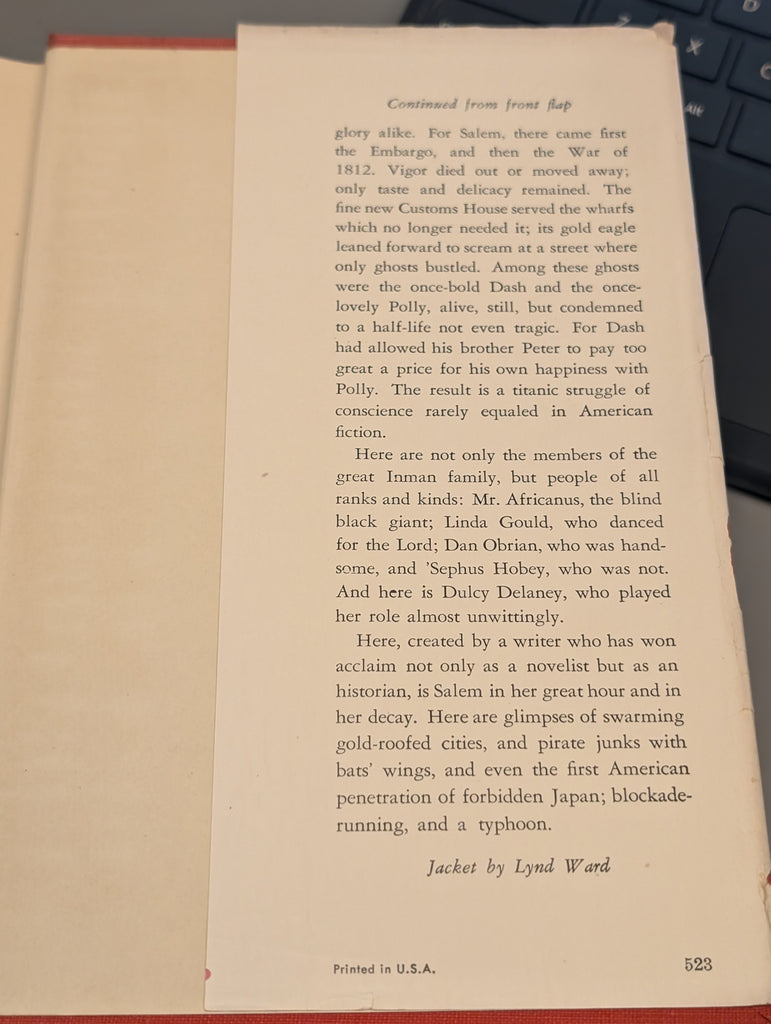 Continued from front flap
glory alike. For Salem, there came first
the Embargo, and then the War of
1812. Vigor died out or moved away;
only taste and delicacy remained. The
fine new Customs House served the wharfs
which no longer needed it; its gold eagle
leaned forward to scream at a street where
only ghosts bustled. Among these ghosts
were the once-bold Dash and the once-
lovely Polly, alive, still, but condemned
to a half-life not even tragic. For Dash
had allowed his brother Peter to pay too
great a price for his own happiness with
Polly. The result is a titanic struggle of
conscience rarely equaled in American
fiction.
Here are not only the members of the
great Inman family, but people of all
ranks and kinds: Mr. Africanus, the blind
black giant; Linda Gould, who danced
for the Lord; Dan Obrian, who was hand-
some, and 'Sephus Hobey, who was not.
And here is Dulcy Delaney, who played
her role almost unwittingly.
Here, created by a writer who has won
acclaim not only as a novelist but as an
historian, is Salem in her great hour and in
her decay. Here are glimpses of swarming
gold-roofed cities, and pirate junks with
bats' wings, and even the first American
penetration of forbidden Japan; blockade-
running, and a typhoon.
Jacket by Lynd Ward
Printed in U.S.A.
523
X
Alt